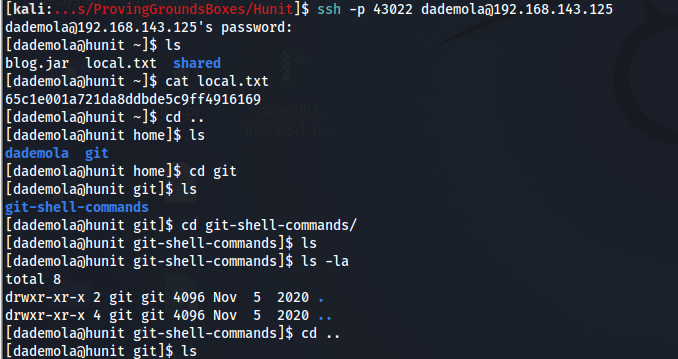 [kali:...s/ProvingGroundsBoxes/Hunit]$ ssh -p 43022 dademola@192.168.143.125
dademola@192.168.143.125's password:
[dademola@hunit ~]$ ls
blog.jar  local.txt  shared
[dademola@hunit ~]$ cat local.txt
65c1e001a721da8ddbde5c9ff4916169
[dademola@hunit ~]$ cd ..
[dademola@hunit home]$ ls
dademola  git
[dademola@hunit home]$ cd git
[dademola@hunit git]$ ls
git-shell-commands
[dademola@hunit git]$ cd git-shell-commands/
[dademola@hunit git-shell-commands]$ ls
[dademola@hunit git-shell-commands]$ ls -la
total 8
drwxr-xr-x 2 git git 4096 Nov  5  2020 .
drwxr-xr-x 4 git git 4096 Nov  5  2020 ..
[dademola@hunit git-shell-commands]$ cd ..
[dademola@hunit git]$ ls